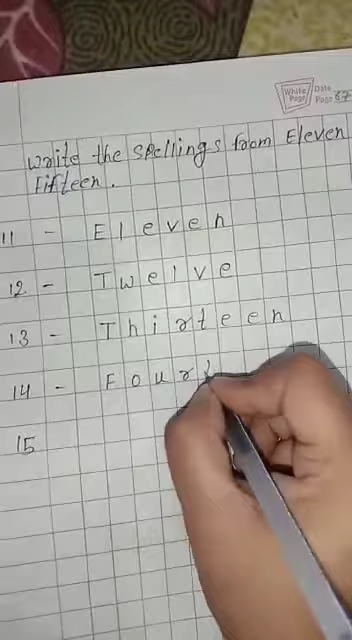 White Page
Date
Page 67
Write the spellings from Eleven
Fifteen.
11 - Eleven
12 - Twelve
13 - Thirteen
14 - Four
15